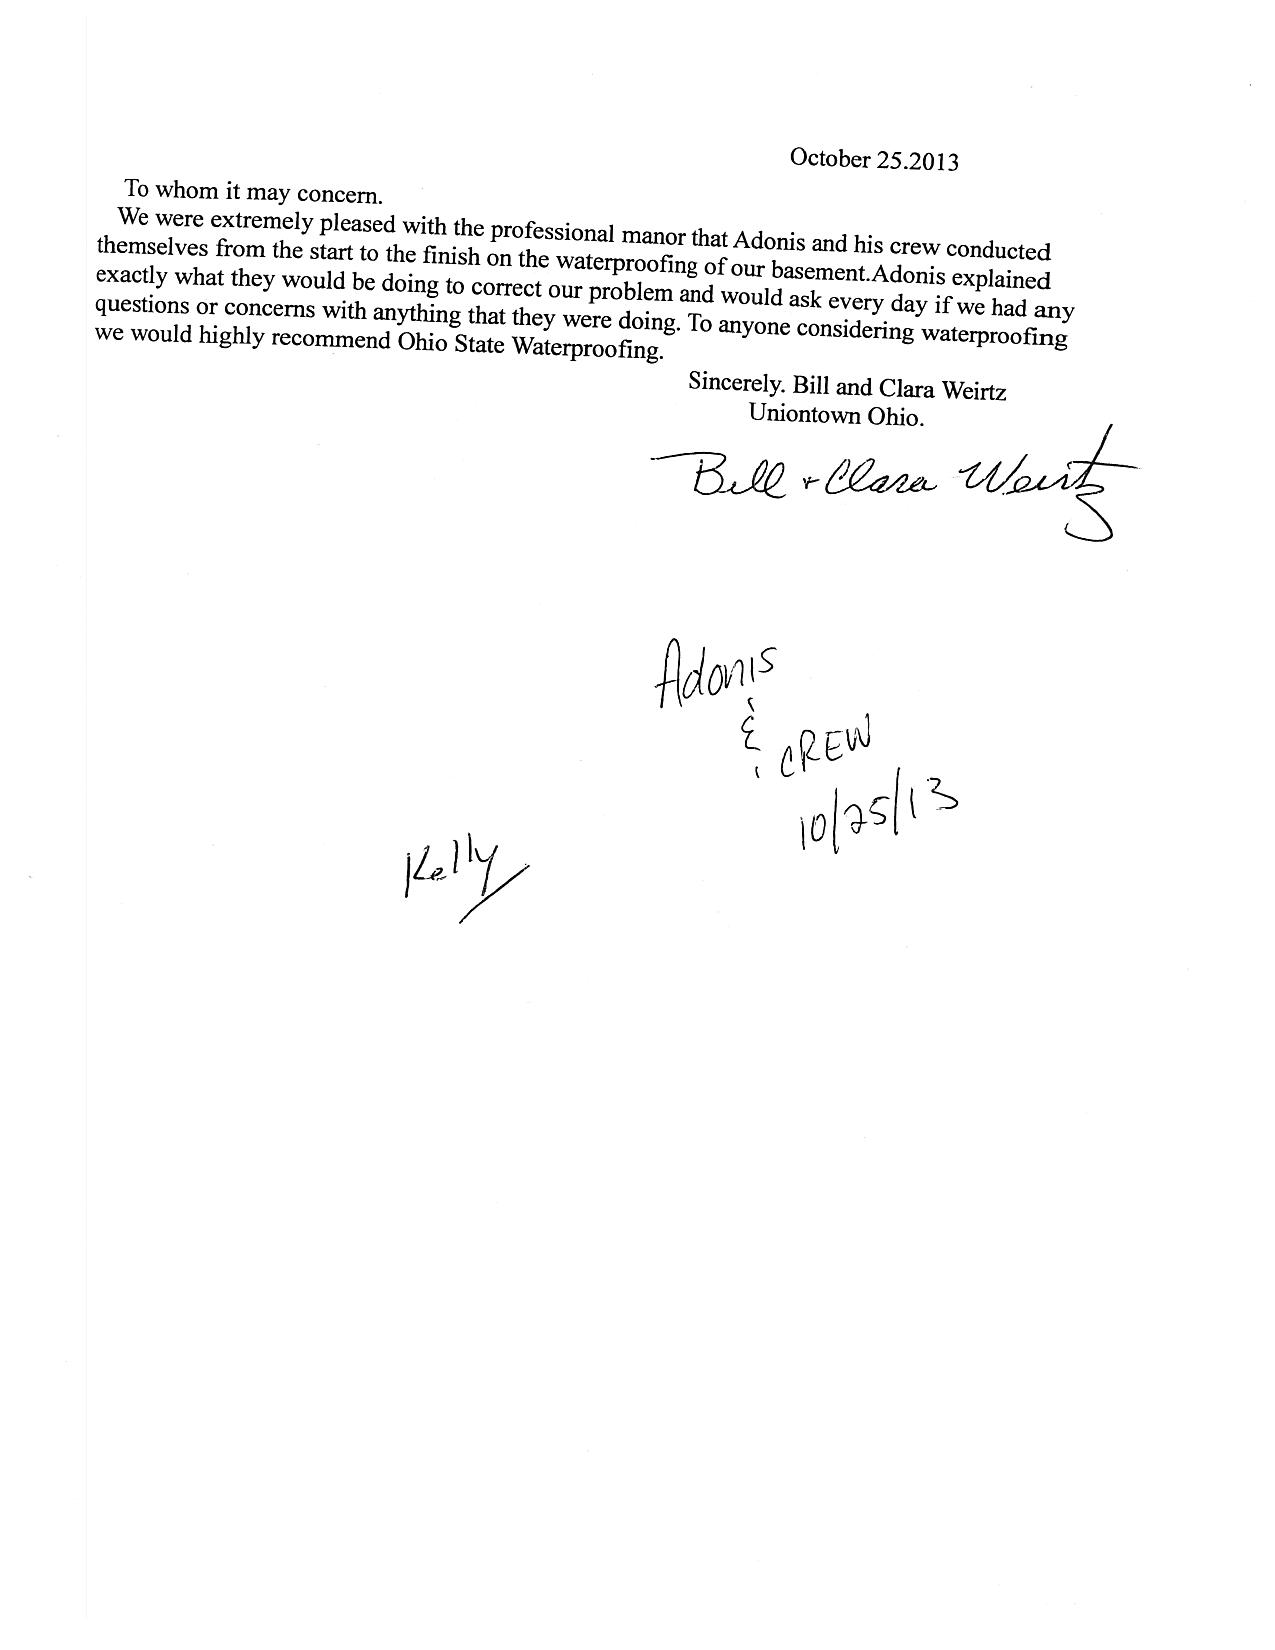 October 25.2013
To whom it may concern.
We were extremely pleased with the professional manor that Adonis and his crew conducted
themselves from the start to the finish on the waterproofing of our basement.Adonis explained
exactly what they would be doing to correct our problem and would ask every day if we had any
questions or concerns with anything that they were doing. To anyone considering waterproofing
we would highly recommend Ohio State Waterproofing.
Sincerely. Bill and Clara Weirtz
Uniontown Ohio.
Bill + Clara Weirtz
Adonis
&
CREW
10/25/13
Kelly